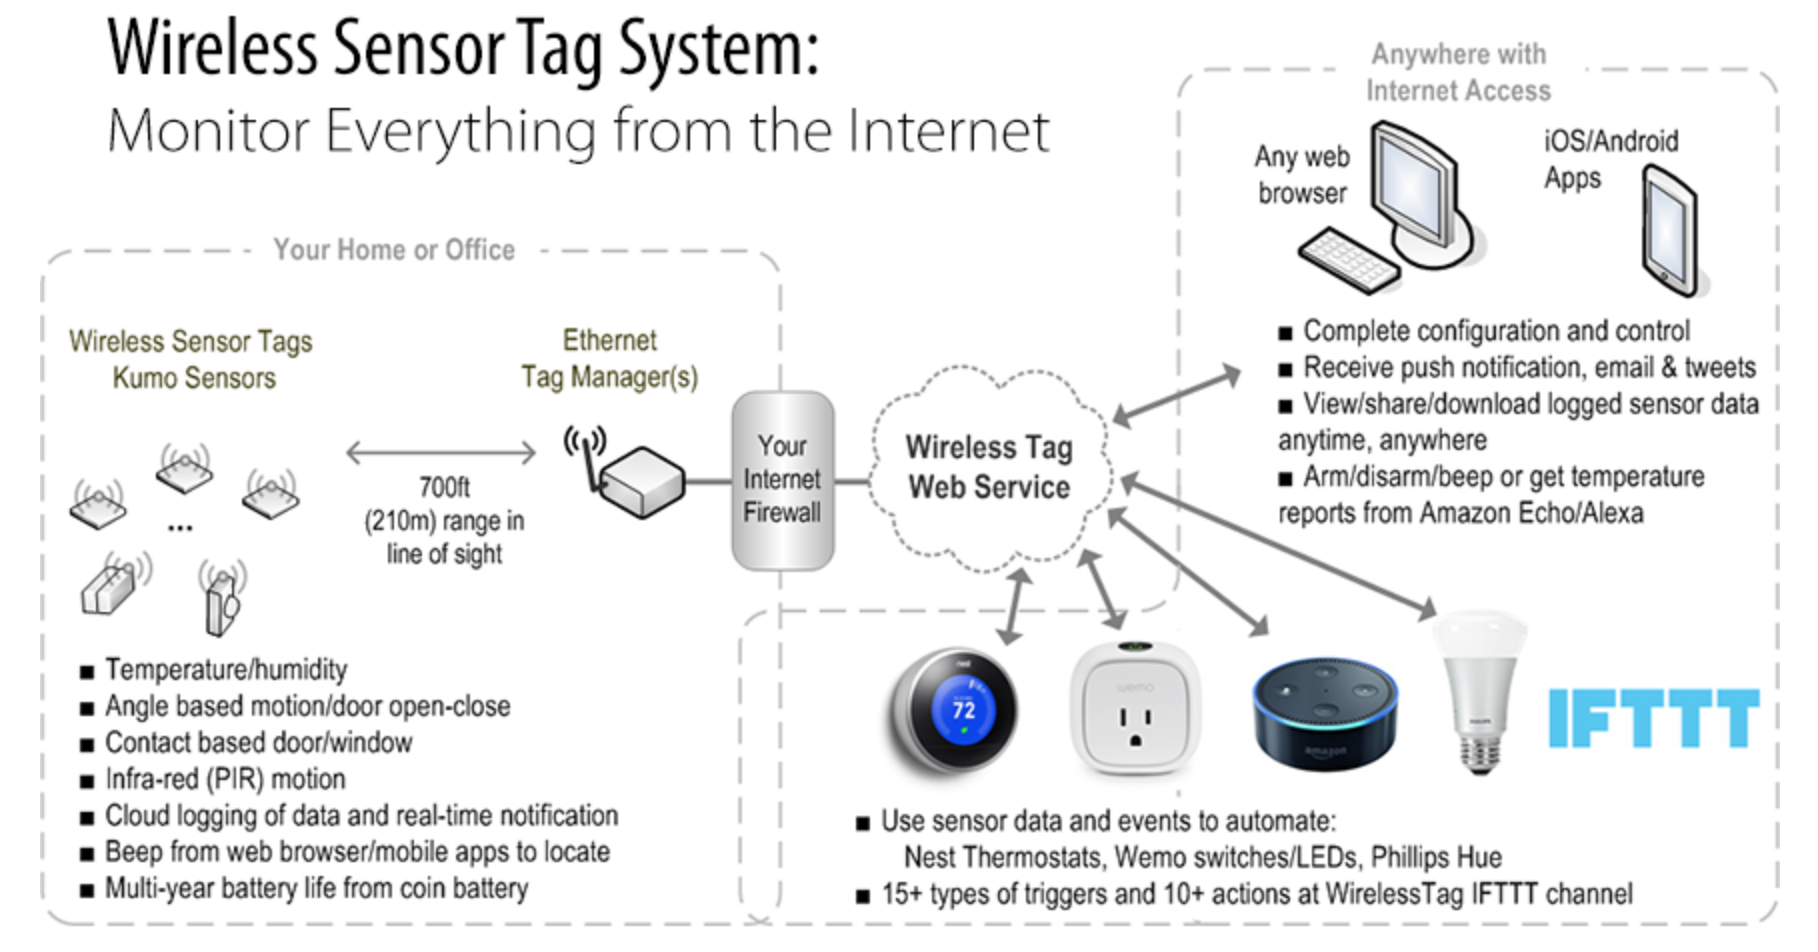 Wireless Sensor Tag System:
Monitor Everything from the Internet
Anywhere with
Internet Access
Any web
browser
iOS/Android
Apps
■ Complete configuration and control
■ Receive push notification, email & tweets
■ View/share/download logged sensor data
anytime, anywhere
■ Arm/disarm/beep or get temperature
reports from Amazon Echo/Alexa
Your Home or Office
Wireless Sensor Tags
Kumo Sensors
Ethernet
Tag Manager(s)
700ft
(210m) range in
line of sight
...
Your
Internet
Firewall
Wireless Tag
Web Service
■ Temperature/humidity
■ Angle based motion/door open-close
■ Contact based door/window
■ Infra-red (PIR) motion
■ Cloud logging of data and real-time notification
■ Beep from web browser/mobile apps to locate
■ Multi-year battery life from coin battery
nest
72
wemo
amazon
PHILIPS
IFTTT
■ Use sensor data and events to automate:
Nest Thermostats, Wemo switches/LEDs, Phillips Hue
■ 15+ types of triggers and 10+ actions at WirelessTag IFTTT channel